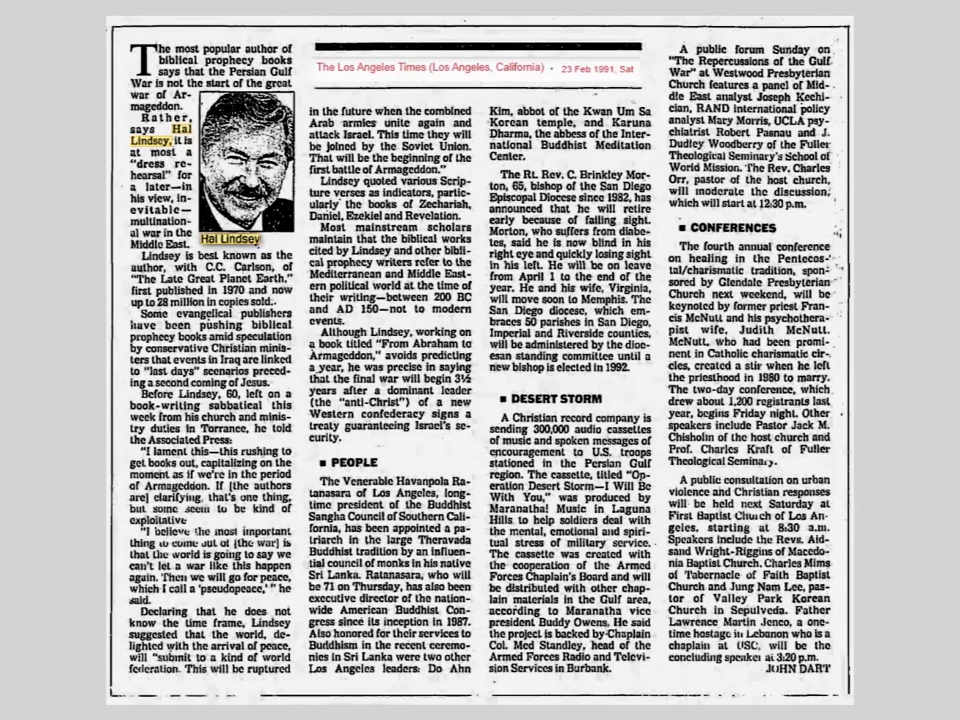 The most popular author of
biblical prophecy books
says that the Persian Gulf
War is not the start of the great
war of Ar-
mageddon.
Rather,
says Hal
Lindsey, it is
at most a
"dress re-
hearsal" for
a later—in
his view, in-
evitable—
multination-
al war in the
Middle East.
Hal Lindsey
Lindsey is best known as the
author, with C.C. Carlson, of
"The Late Great Planet Earth,"
first published in 1970 and now
up to 28 million in copies sold.
Some evangelical publishers
have been pushing biblical
prophecy books amid speculation
by conservative Christian minis-
ters that events in Iraq are linked
to "last days" scenarios preced-
ing a second coming of Jesus.
Before Lindsey, 60, left on a
book-writing sabbatical this
week from his church and minis-
try duties in Torrance, he told
the Associated Press:
"I lament this—this rushing to
get books out, capitalizing on the
moment as if we're in the period
of Armageddon. If [the authors
are] clarifying, that's one thing,
but some seem to be kind of
exploitative
"I believe the most important
thing to come out of [the war] is
that the world is going to say we
can't let a war like this happen
again. Then we will go for peace,
which I call a 'pseudopeace,' " he
said.
Declaring that he does not
know the time frame, Lindsey
suggested that the world, de-
lighted with the arrival of peace,
will "submit to a kind of world
federation. This will be ruptured
The Los Angeles Times (Los Angeles, California) • 23 Feb 1991, Sat
in the future when the combined
Arab armies unite again and
attack Israel. This time they will
be joined by the Soviet Union.
That will be the beginning of the
first battle of Armageddon."
Lindsey quoted various Scrip-
ture verses as indicators, partic-
ularly the books of Zechariah,
Daniel, Ezekiel and Revelation.
Most mainstream scholars
maintain that the biblical works
cited by Lindsey and other bibli-
cal prophecy writers refer to the
Mediterranean and Middle East-
ern political world at the time of
their writing—between 200 BC
and AD 150—not to modern
events.
Although Lindsey, working on
a book titled "From Abraham to
Armageddon," avoids predicting
a year, he was precise in saying
that the final war will begin 3½
years after a dominant leader
(the "anti-Christ") of a new
Western confederacy signs a
treaty guaranteeing Israel's se-
curity.
■ PEOPLE
The Venerable Havanpola Ra-
tanasara of Los Angeles, long-
time president of the Buddhist
Sangha Council of Southern Cali-
fornia, has been appointed a pa-
triarch in the large Theravada
Buddhist tradition by an influen-
tial council of monks in his native
Sri Lanka. Ratanasara, who will
be 71 on Thursday, has also been
executive director of the nation-
wide American Buddhist Con-
gress since its inception in 1987.
Also honored for their services to
Buddhism in the recent ceremo-
nies in Sri Lanka were two other
Los Angeles leaders: Do Ahn
Kim, abbot of the Kwan Um Sa
Korean temple, and Karuna
Dharma, the abbess of the Inter-
national Buddhist Meditation
Center.
The Rt. Rev. C. Brinkley Mor-
ton, 65, bishop of the San Diego
Episcopal Diocese since 1982, has
announced that he will retire
early because of failing sight.
Morton, who suffers from diabe-
tes, said he is now blind in his
right eye and quickly losing sight
in his left. He will be on leave
from April 1 to the end of the
year. He and his wife, Virginia,
will move soon to Memphis. The
San Diego diocese, which em-
braces 50 parishes in San Diego,
Imperial and Riverside counties,
will be administered by the dioc-
esan standing committee until a
new bishop is elected in 1992.
■ DESERT STORM
A Christian record company is
sending 300,000 audio cassettes
of music and spoken messages of
encouragement to U.S. troops
stationed in the Persian Gulf
region. The cassette, titled "Op-
eration Desert Storm—I Will Be
With You," was produced by
Maranatha! Music in Laguna
Hills to help soldiers deal with
the mental, emotional and spiri-
tual stress of military service.
The cassette was created with
the cooperation of the Armed
Forces Chaplain's Board and will
be distributed with other chap-
lain materials in the Gulf area,
according to Maranatha vice
president Buddy Owens. He said
the project is backed by Chaplain
Col. Med Standley, head of the
Armed Forces Radio and Televi-
sion Services in Burbank.
A public forum Sunday on
"The Repercussions of the Gulf
War" at Westwood Presbyterian
Church features a panel of Mid-
dle East analyst Joseph Kechi-
cian, RAND international policy
analyst Mary Morris, UCLA psy-
chiatrist Robert Pasnau and J.
Dudley Woodberry of the Fuller
Theological Seminary's School of
World Mission. The Rev. Charles
Orr, pastor of the host church,
will moderate the discussion,
which will start at 12:30 p.m.
■ CONFERENCES
The fourth annual conference
on healing in the Pentecos-
tal/charismatic tradition, spon-
sored by Glendale Presbyterian
Church next weekend, will be
keynoted by former priest Fran-
cis McNutt and his psychothera-
pist wife, Judith McNutt.
McNutt, who had been promi-
nent in Catholic charismatic cir-
cles, created a stir when he left
the priesthood in 1980 to marry.
The two-day conference, which
drew about 1,200 registrants last
year, begins Friday night. Other
speakers include Pastor Jack M.
Chisholm of the host church and
Prof. Charles Kraft of Fuller
Theological Seminary.
A public consultation on urban
violence and Christian responses
will be held next Saturday at
First Baptist Church of Los An-
geles, starting at 8:30 a.m.
Speakers include the Revs. Aid-
sand Wright-Riggins of Macedo-
nia Baptist Church, Charles Mims
of Tabernacle of Faith Baptist
Church and Jung Nam Lee, pas-
tor of Valley Park Korean
Church in Sepulveda. Father
Lawrence Martin Jenco, a one-
time hostage in Lebanon who is a
chaplain at USC, will be the
concluding speaker at 3:20 p.m.
JOHN DART